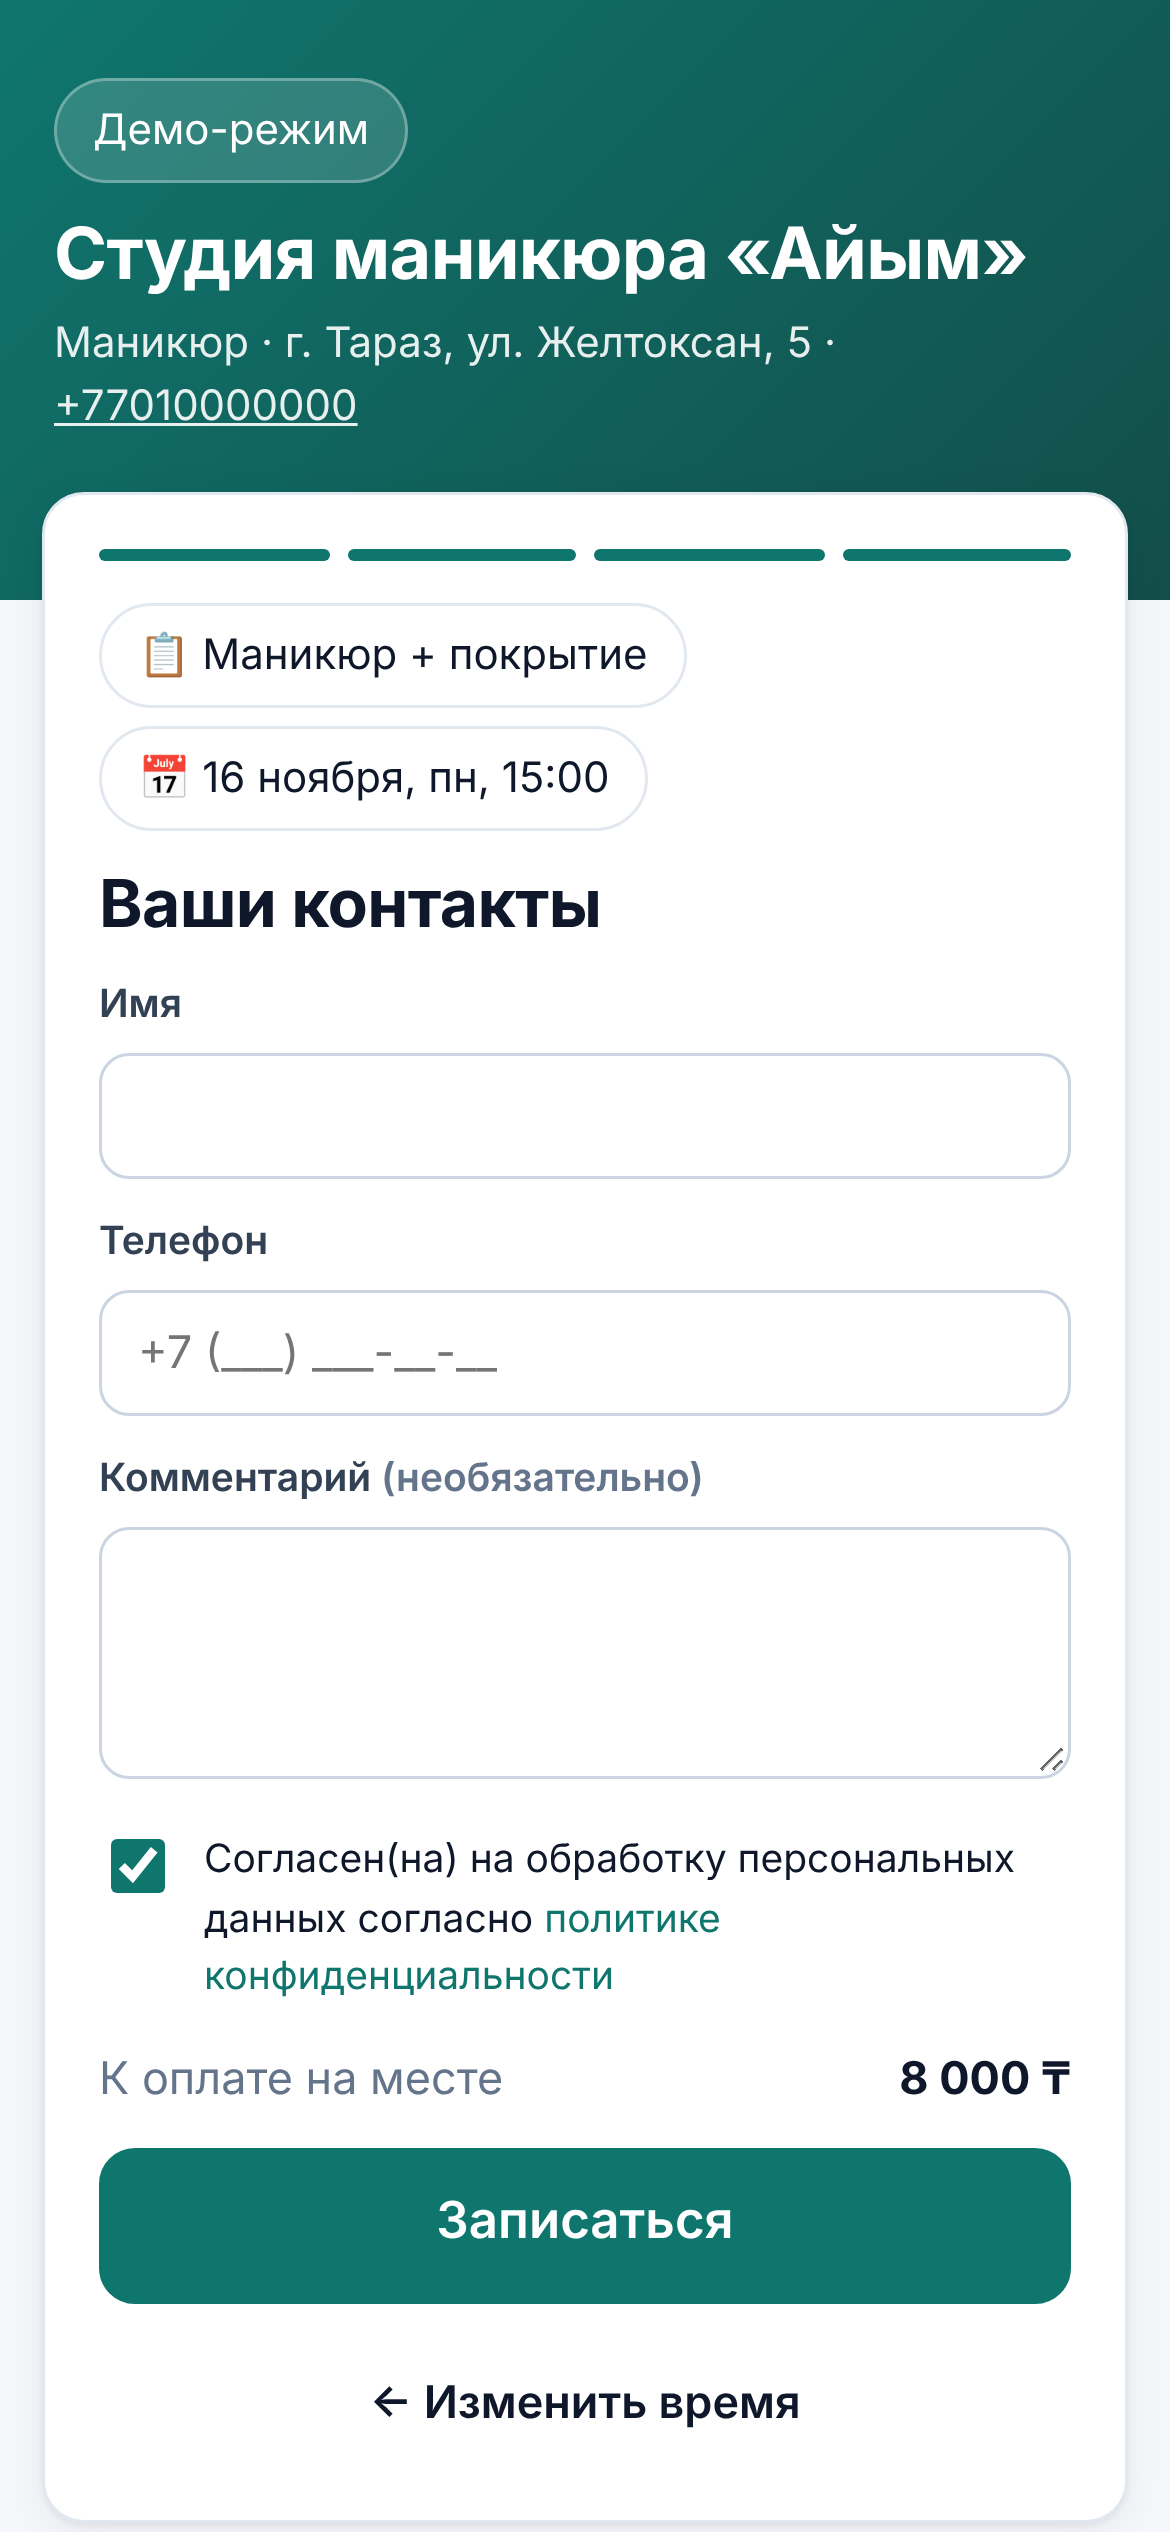 Демо-режим
Студия маникюра «Айым»
Маникюр · г. Тараз, ул. Желтоксан, 5 ·
+77010000000
📋 Маникюр + покрытие
📅 16 ноября, пн, 15:00
Ваши контакты
Имя
Телефон
+7 (___) ___-__-__
Комментарий (необязательно)
Согласен(на) на обработку персональных
данных согласно политике
конфиденциальности
К оплате на месте 8 000 ₸
Записаться
← Изменить время